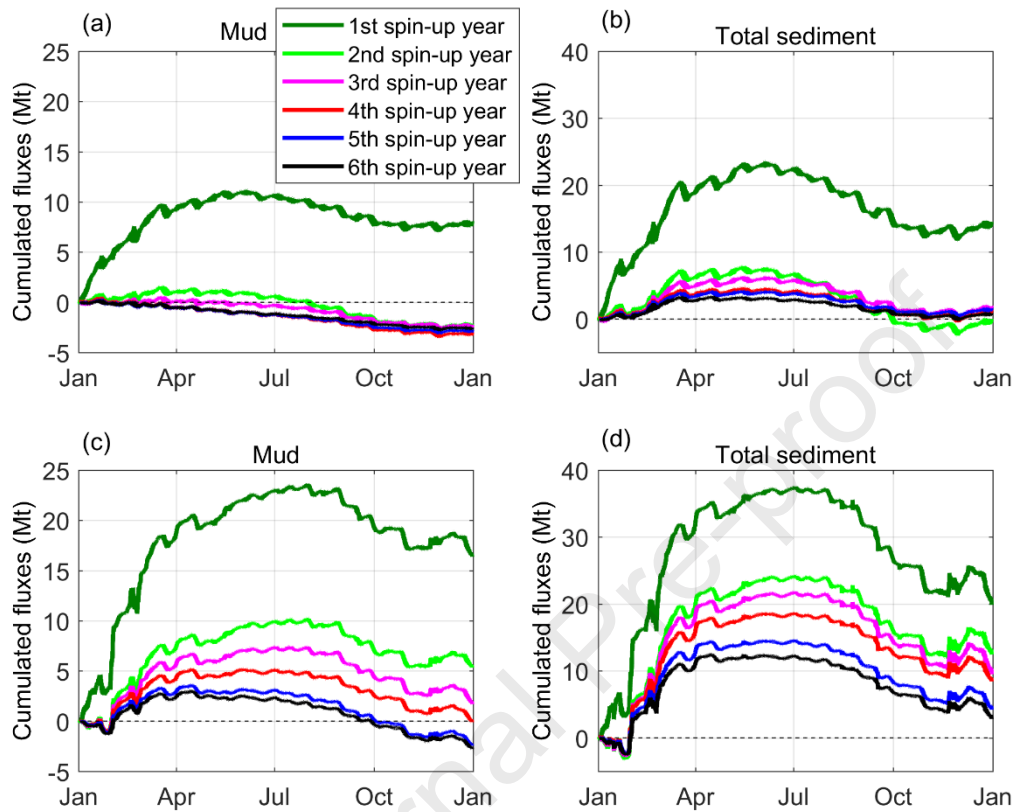 (a)
Mud
1st spin-up year
2nd spin-up year
3rd spin-up year
4th spin-up year
5th spin-up year
6th spin-up year
Cumulated fluxes (Mt)
25
20
15
10
5
0
-5
Jan Apr Jul Oct Jan
(b)
Total sediment
Cumulated fluxes (Mt)
40
30
20
10
0
Jan Apr Jul Oct Jan
(c)
Mud
Cumulated fluxes (Mt)
25
20
15
10
5
0
-5
Jan Apr Jul Oct Jan
(d)
Total sediment
Cumulated fluxes (Mt)
40
30
20
10
0
Jan Apr Jul Oct Jan
rnal Pre-proof